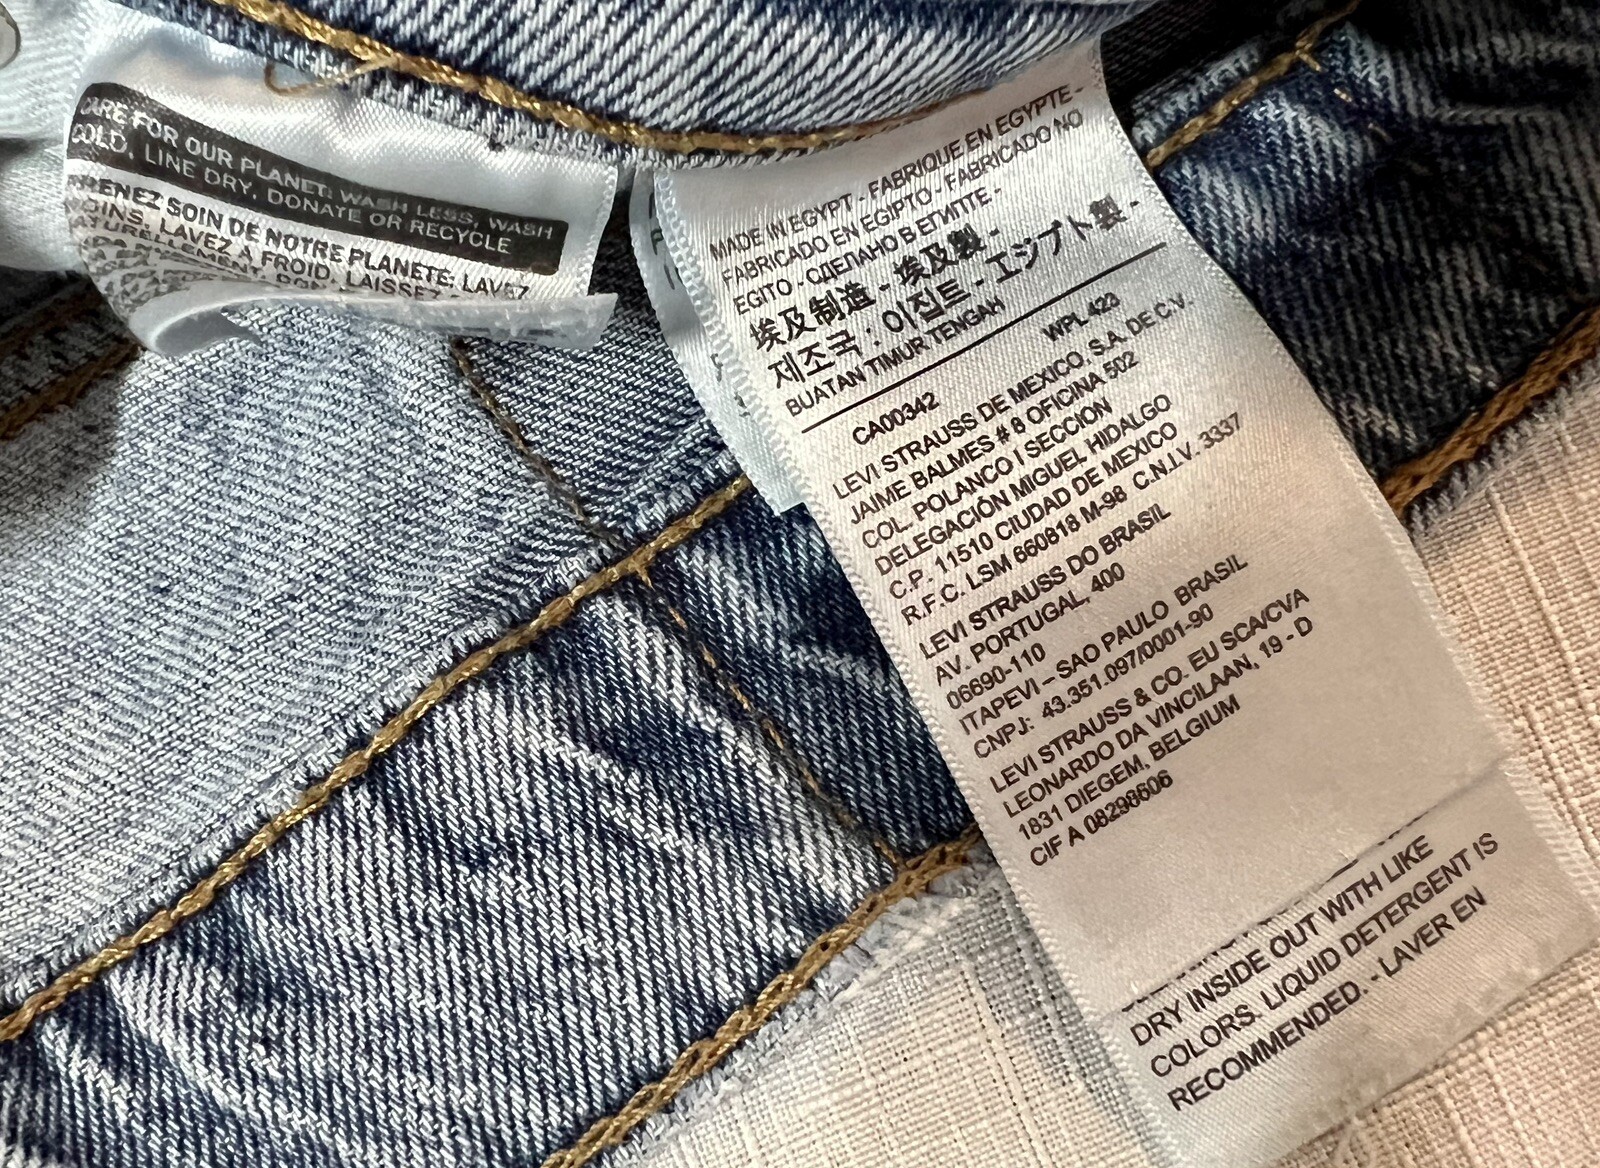 CARE FOR OUR PLANET: WASH LESS, WASH
COLD, LINE DRY, DONATE OR RECYCLE
PRENEZ SOIN DE NOTRE PLANETE: LAVEZ
MOINS, LAVEZ A FROID, LAISSEZ
MADE IN EGYPT - FABRIQUE EN EGYPTE -
FABRICADO EN EGIPTO - FABRICADO NO
EGITO - СДЕЛАНО В ЕГИПТЕ -
埃及制造 - 埃及製 -
제조국 : 이집트 - エジプト製 -
BUATAN TIMUR TENGAH
CA00342 WPL 423
LEVI STRAUSS DE MEXICO, S.A. DE C.V.
JAIME BALMES # 8 OFICINA 502
COL. POLANCO I SECCION
DELEGACIÓN MIGUEL HIDALGO
C.P. 11510 CIUDAD DE MEXICO
R.F.C. LSM 660818 M-98 C.N.I.V. 3337
LEVI STRAUSS DO BRASIL
AV. PORTUGAL, 400
06690-110
ITAPEVI – SAO PAULO BRASIL
CNPJ: 43.351.097/0001-90
LEVI STRAUSS & CO. EU SCA/CVA
LEONARDO DA VINCILAAN, 19 - D
1831 DIEGEM, BELGIUM
CIF A 08298606
DRY INSIDE OUT WITH LIKE
COLORS. LIQUID DETERGENT IS
RECOMMENDED. - LAVER EN